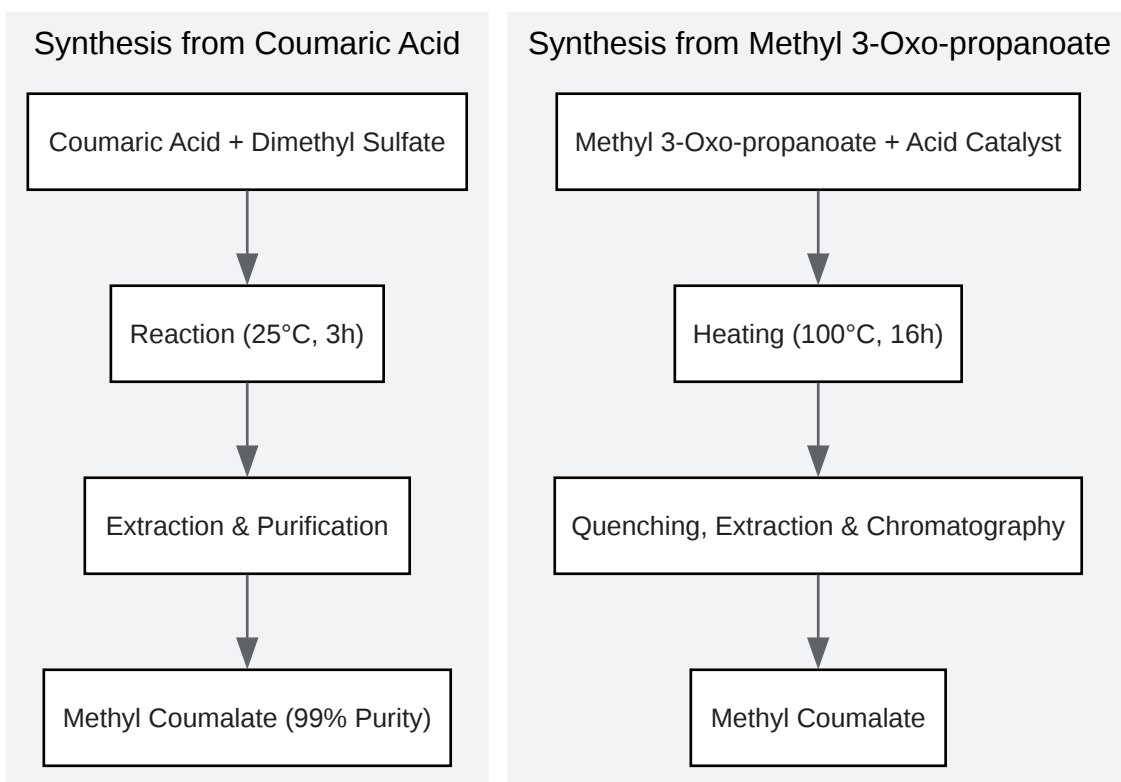 Synthesis from Coumaric Acid
Coumaric Acid + Dimethyl Sulfate
Reaction (25°C, 3h)
Extraction & Purification
Methyl Coumalate (99% Purity)
Synthesis from Methyl 3-Oxo-propanoate
Methyl 3-Oxo-propanoate + Acid Catalyst
Heating (100°C, 16h)
Quenching, Extraction & Chromatography
Methyl Coumalate